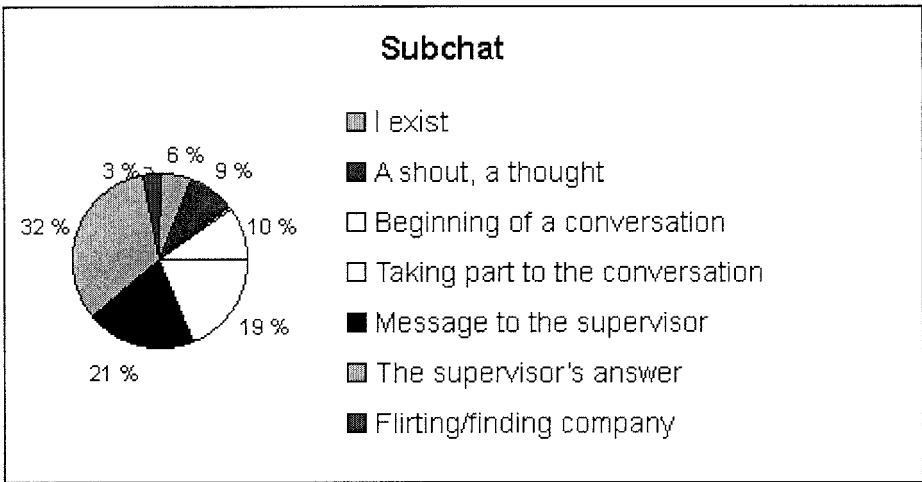 Subchat
I exist
A shout, a thought
Beginning of a conversation
Taking part to the conversation
Message to the supervisor
The supervisor's answer
Flirting/finding company
3 %
6 %
9 %
10 %
19 %
21 %
32 %